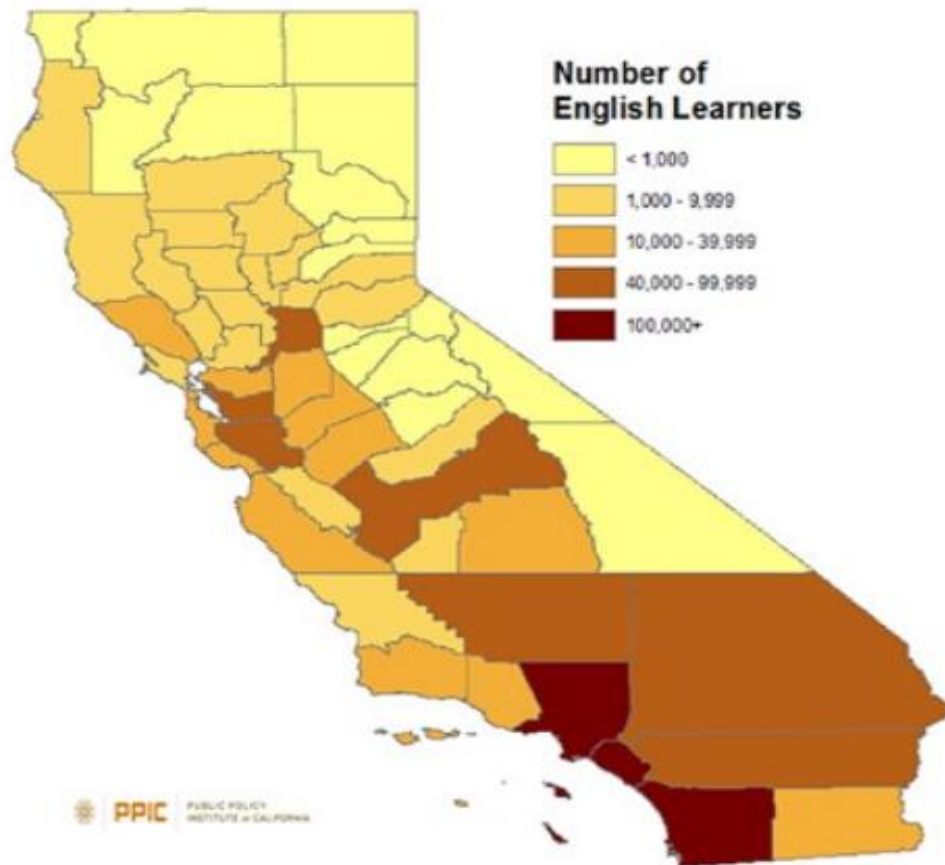 Number of
English Learners
< 1,000
1,000 - 9,999
10,000 - 39,999
40,000 - 99,999
100,000+
PPIC PUBLIC POLICY
INSTITUTE OF CALIFORNIA